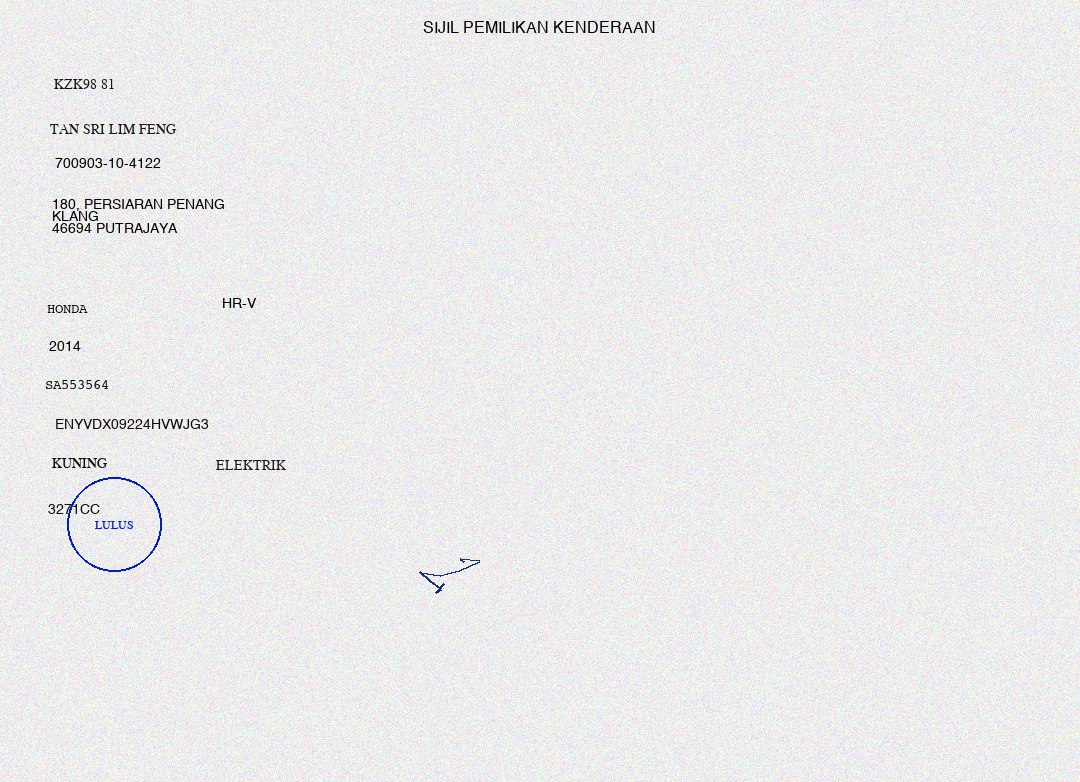 SIJIL PEMILIKAN KENDERAAN
KZK98 81
TAN SRI LIM FENG
700903-10-4122
180, PERSIARAN PENANG
KLANG
46694 PUTRAJAYA
HONDA HR-V
2014
SA553564
ENYVDX09224HVWJG3
KUNING ELEKTRIK
3271CC
LULUS